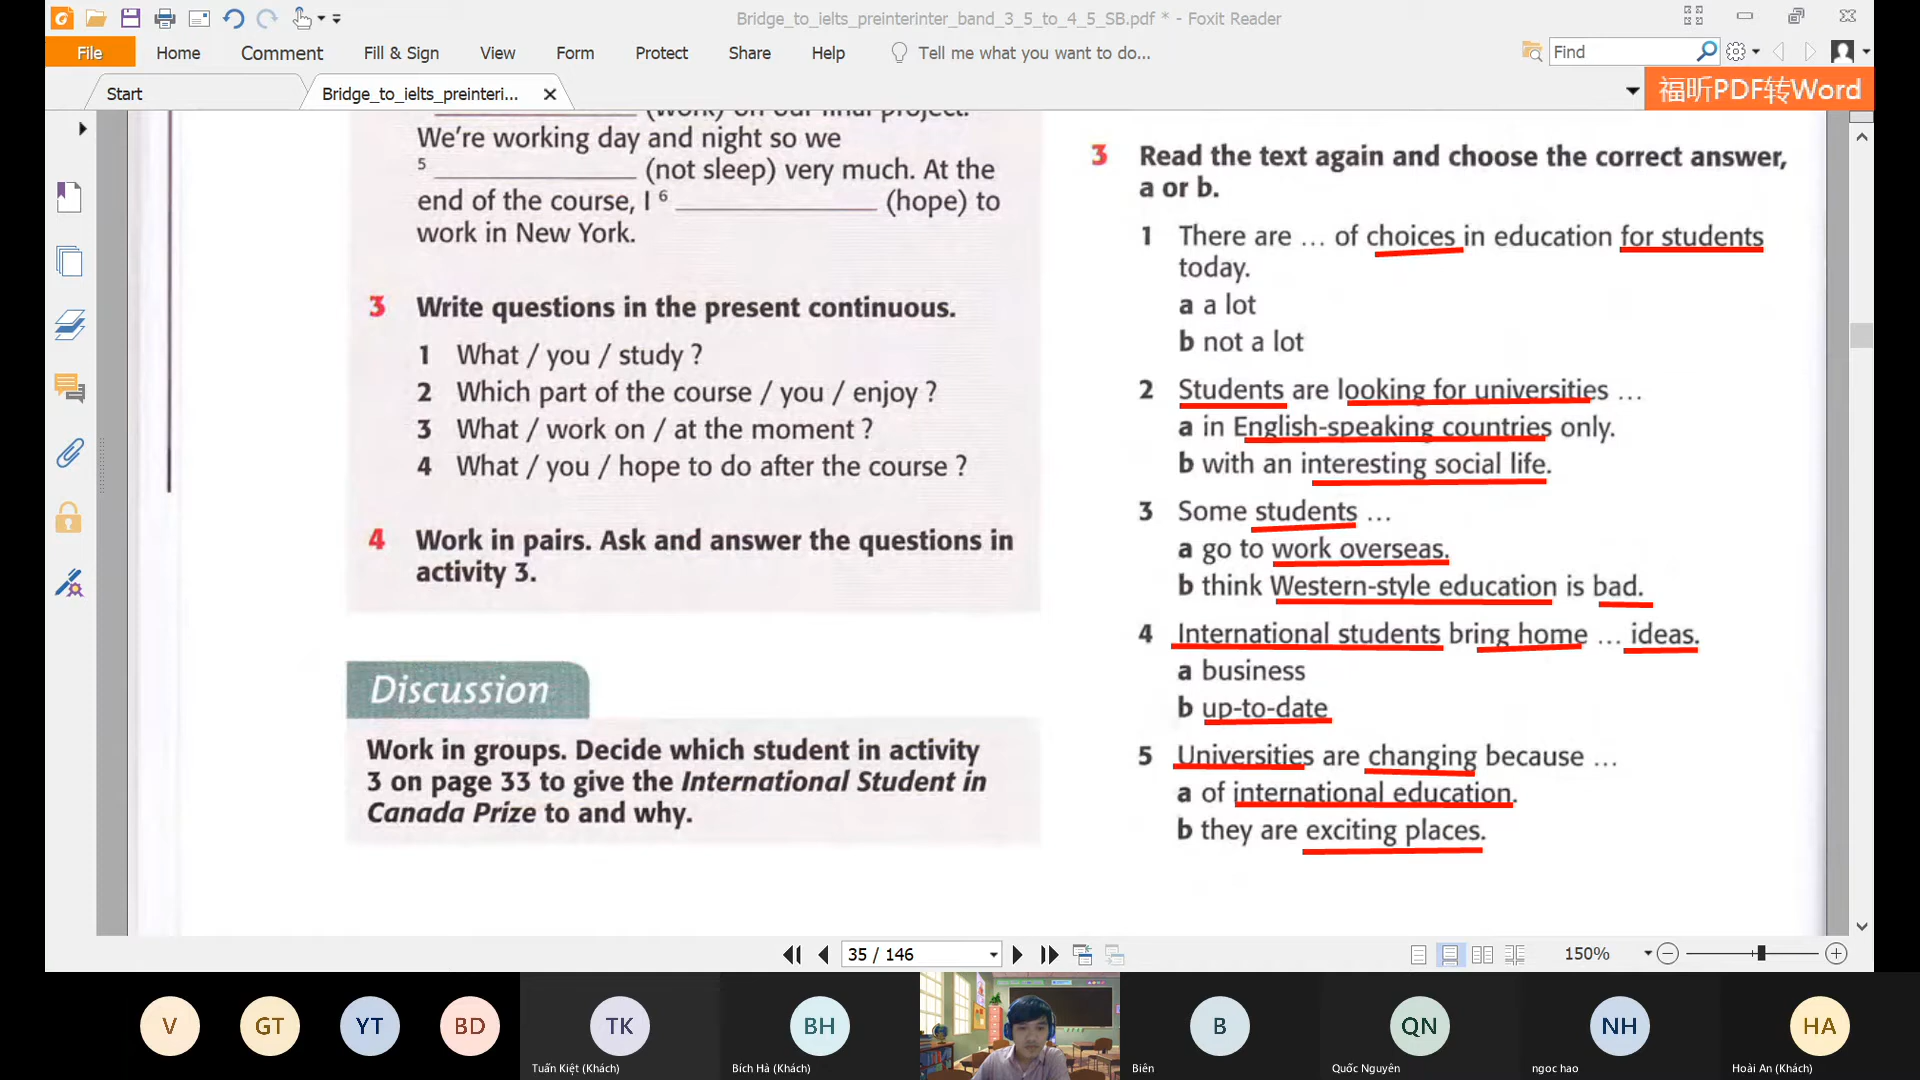 Bridge_to_ielts_preinterinter_band_3_5_to_4_5_SB.pdf * - Foxit Reader
File Home Comment Fill & Sign View Form Protect Share Help Tell me what you want to do... Find
Start Bridge_to_ielts_preinteri... 福昕PDF转Word
(work) on our final project.
We're working day and night so we
5 ____________ (not sleep) very much. At the
end of the course, I 6 ____________ (hope) to
work in New York.
3 Write questions in the present continuous.
1 What / you / study ?
2 Which part of the course / you / enjoy ?
3 What / work on / at the moment ?
4 What / you / hope to do after the course ?
4 Work in pairs. Ask and answer the questions in
activity 3.
Discussion
Work in groups. Decide which student in activity
3 on page 33 to give the International Student in
Canada Prize to and why.
3 Read the text again and choose the correct answer,
a or b.
1 There are ... of choices in education for students
today.
a a lot
b not a lot
2 Students are looking for universities ...
a in English-speaking countries only.
b with an interesting social life.
3 Some students ...
a go to work overseas.
b think Western-style education is bad.
4 International students bring home ... ideas.
a business
b up-to-date
5 Universities are changing because ...
a of international education.
b they are exciting places.
35 / 146 150%
V GT YT BD TK BH B QN NH HA
Tuấn Kiệt (Khách) Bích Hà (Khách) Biên Quốc Nguyên ngoc hao Hoài An (Khách)